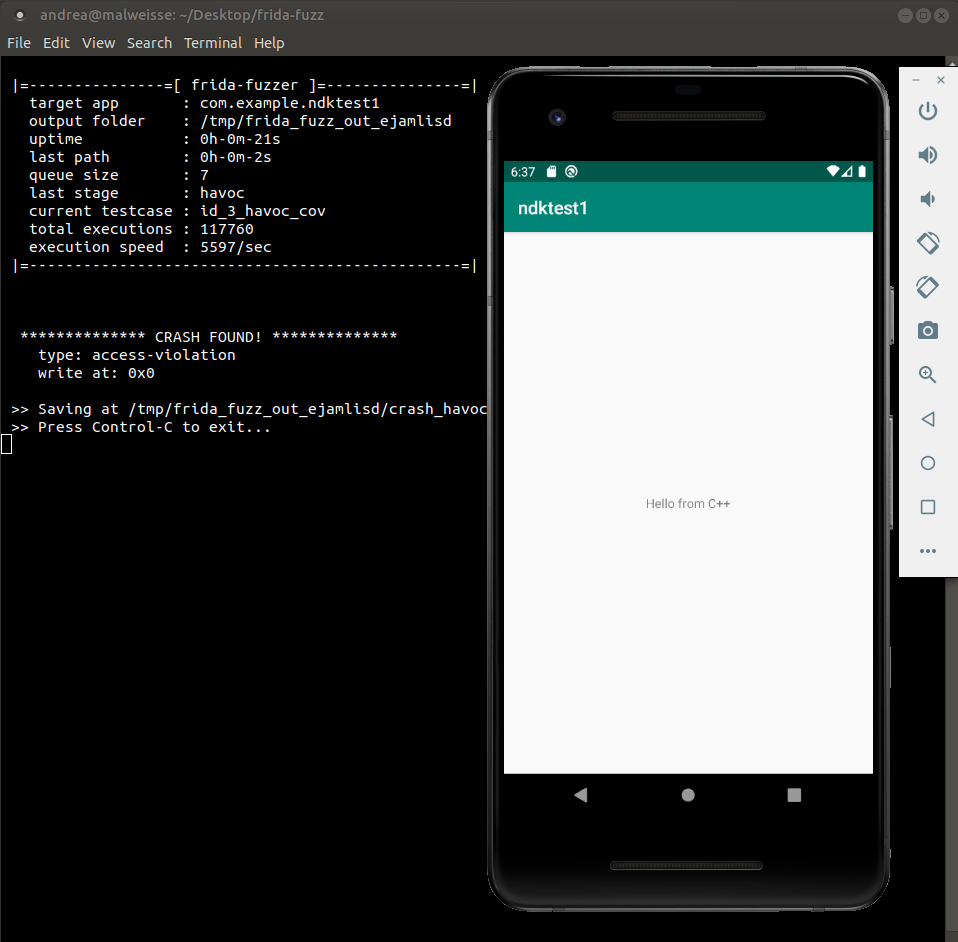 andrea@malweisse: ~/Desktop/frida-fuzz
File Edit View Search Terminal Help
|=---------------=[ frida-fuzzer ]=---------------=|
target app : com.example.ndktest1
output folder : /tmp/frida_fuzz_out_ejamlisd
uptime : 0h-0m-21s
last path : 0h-0m-2s
queue size : 7
last stage : havoc
current testcase : id_3_havoc_cov
total executions : 117760
execution speed : 5597/sec
|=------------------------------------------------=|
************** CRASH FOUND! **************
type: access-violation
write at: 0x0
>> Saving at /tmp/frida_fuzz_out_ejamlisd/crash_havoc
>> Press Control-C to exit...
6:37
ndktest1
Hello from C++